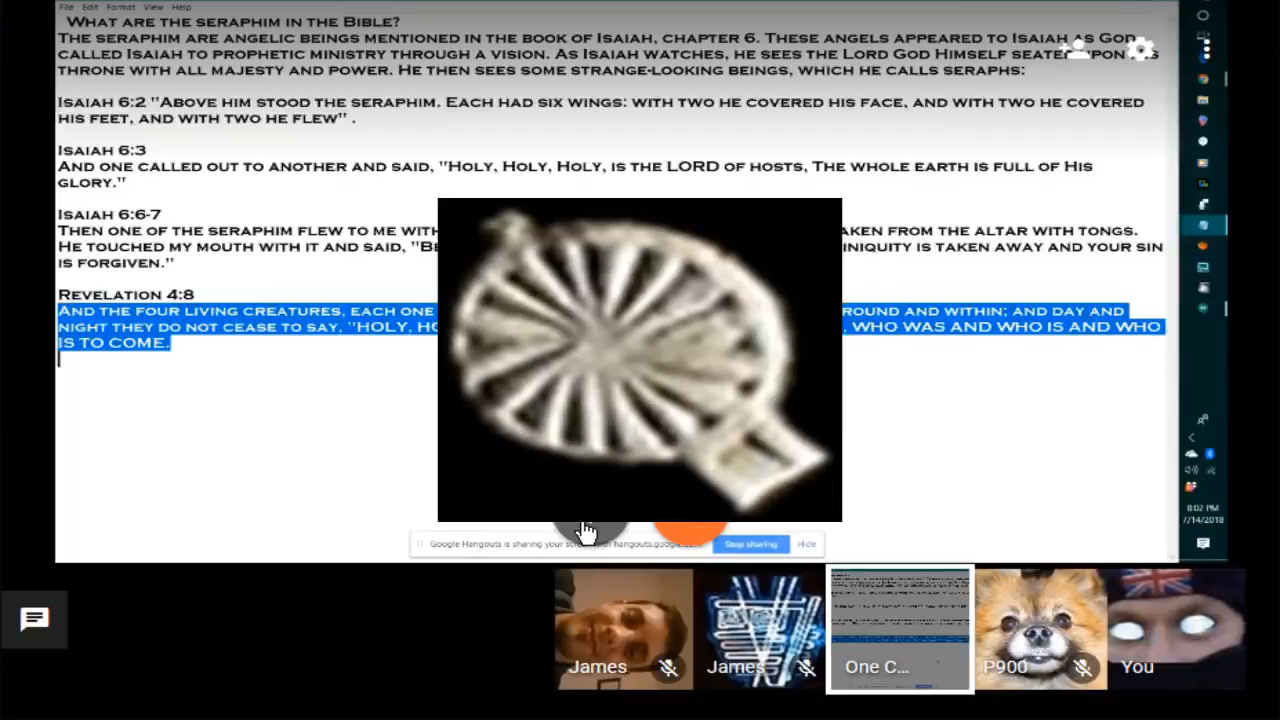 File Edit Format View Help
WHAT ARE THE SERAPHIM IN THE BIBLE?
THE SERAPHIM ARE ANGELIC BEINGS MENTIONED IN THE BOOK OF ISAIAH, CHAPTER 6. THESE ANGELS APPEARED TO ISAIAH AS GOD
CALLED ISAIAH TO PROPHETIC MINISTRY THROUGH A VISION. AS ISAIAH WATCHES, HE SEES THE LORD GOD HIMSELF SEATED
THRONE WITH ALL MAJESTY AND POWER. HE THEN SEES SOME STRANGE-LOOKING BEINGS, WHICH HE CALLS SERAPHS:
ISAIAH 6:2 "ABOVE HIM STOOD THE SERAPHIM. EACH HAD SIX WINGS: WITH TWO HE COVERED HIS FACE, AND WITH TWO HE COVERED
HIS FEET, AND WITH TWO HE FLEW" .
ISAIAH 6:3
AND ONE CALLED OUT TO ANOTHER AND SAID, "HOLY, HOLY, HOLY, IS THE LORD OF HOSTS, THE WHOLE EARTH IS FULL OF HIS
GLORY."
ISAIAH 6:6-7
THEN ONE OF THE SERAPHIM FLEW TO ME AKEN FROM THE ALTAR WITH TONGS.
HE TOUCHED MY MOUTH WITH IT AND SAID, INIQUITY IS TAKEN AWAY AND YOUR SIN
IS FORGIVEN."
REVELATION 4:8
AND THE FOUR LIVING CREATURES, EACH ONE ROUND AND WITHIN; AND DAY AND
NIGHT THEY DO NOT CEASE TO SAY, WHO WAS AND WHO IS AND WHO
IS TO COME.
Google Hangouts is sharing your screen with hangouts.google. Stop sharing Hide
8:02 PM
7/14/2018
James James One C... P900 You